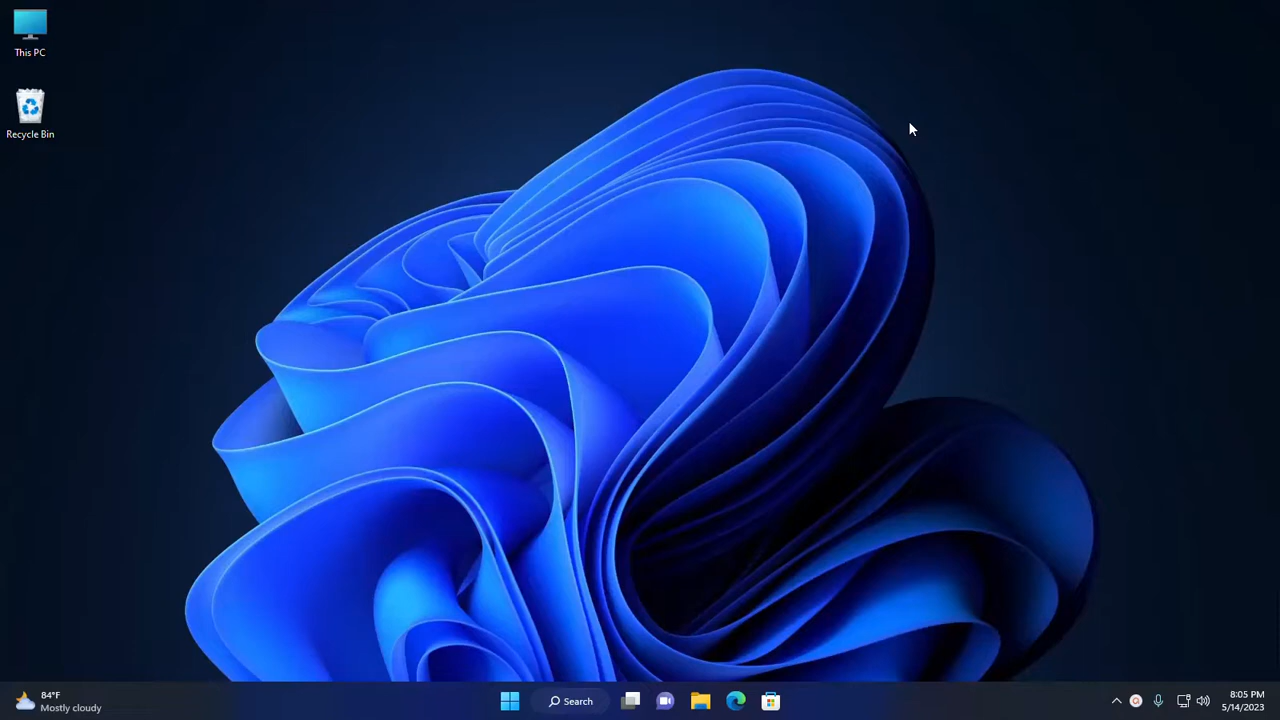 This PC
Recycle Bin
84°F
Mostly cloudy
Search
8:05 PM
5/14/2023